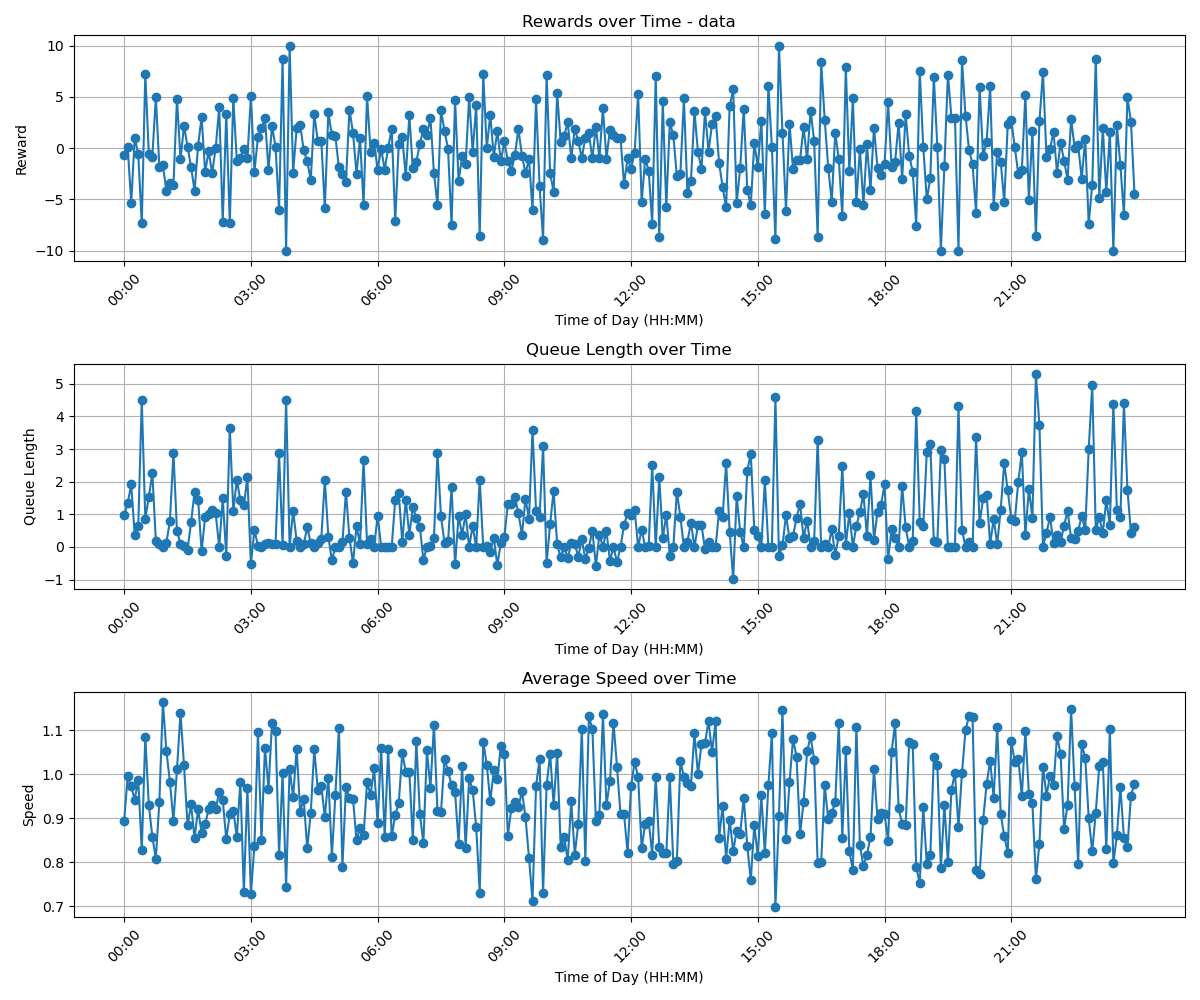 Rewards over Time - data
Reward
10
5
0
−5
−10
00:00 03:00 06:00 09:00 12:00 15:00 18:00 21:00
Time of Day (HH:MM)
Queue Length over Time
Queue Length
5
4
3
2
1
0
−1
00:00 03:00 06:00 09:00 12:00 15:00 18:00 21:00
Time of Day (HH:MM)
Average Speed over Time
Speed
1.1
1.0
0.9
0.8
0.7
00:00 03:00 06:00 09:00 12:00 15:00 18:00 21:00
Time of Day (HH:MM)